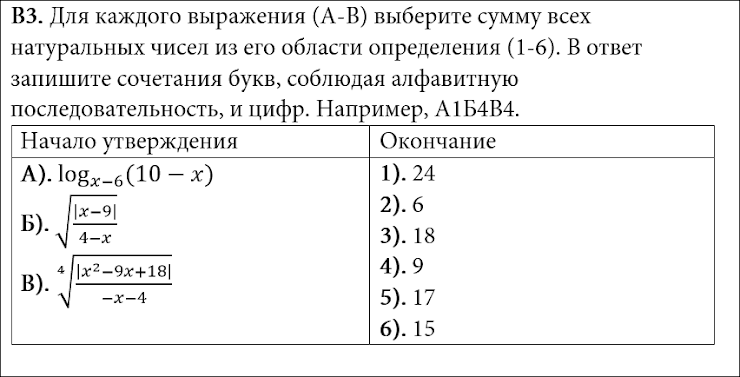 В3. Для каждого выражения (А-В) выберите сумму всех
натуральных чисел из его области определения (1-6). В ответ
запишите сочетания букв, соблюдая алфавитную
последовательность, и цифр. Например, А1Б4В4.
Начало утверждения
А). log_{x−6}(10 − x)
Б). √(|x−9|/(4−x))
В). ⁴√(|x²−9x+18|/(−x−4))
Окончание
1). 24
2). 6
3). 18
4). 9
5). 17
6). 15